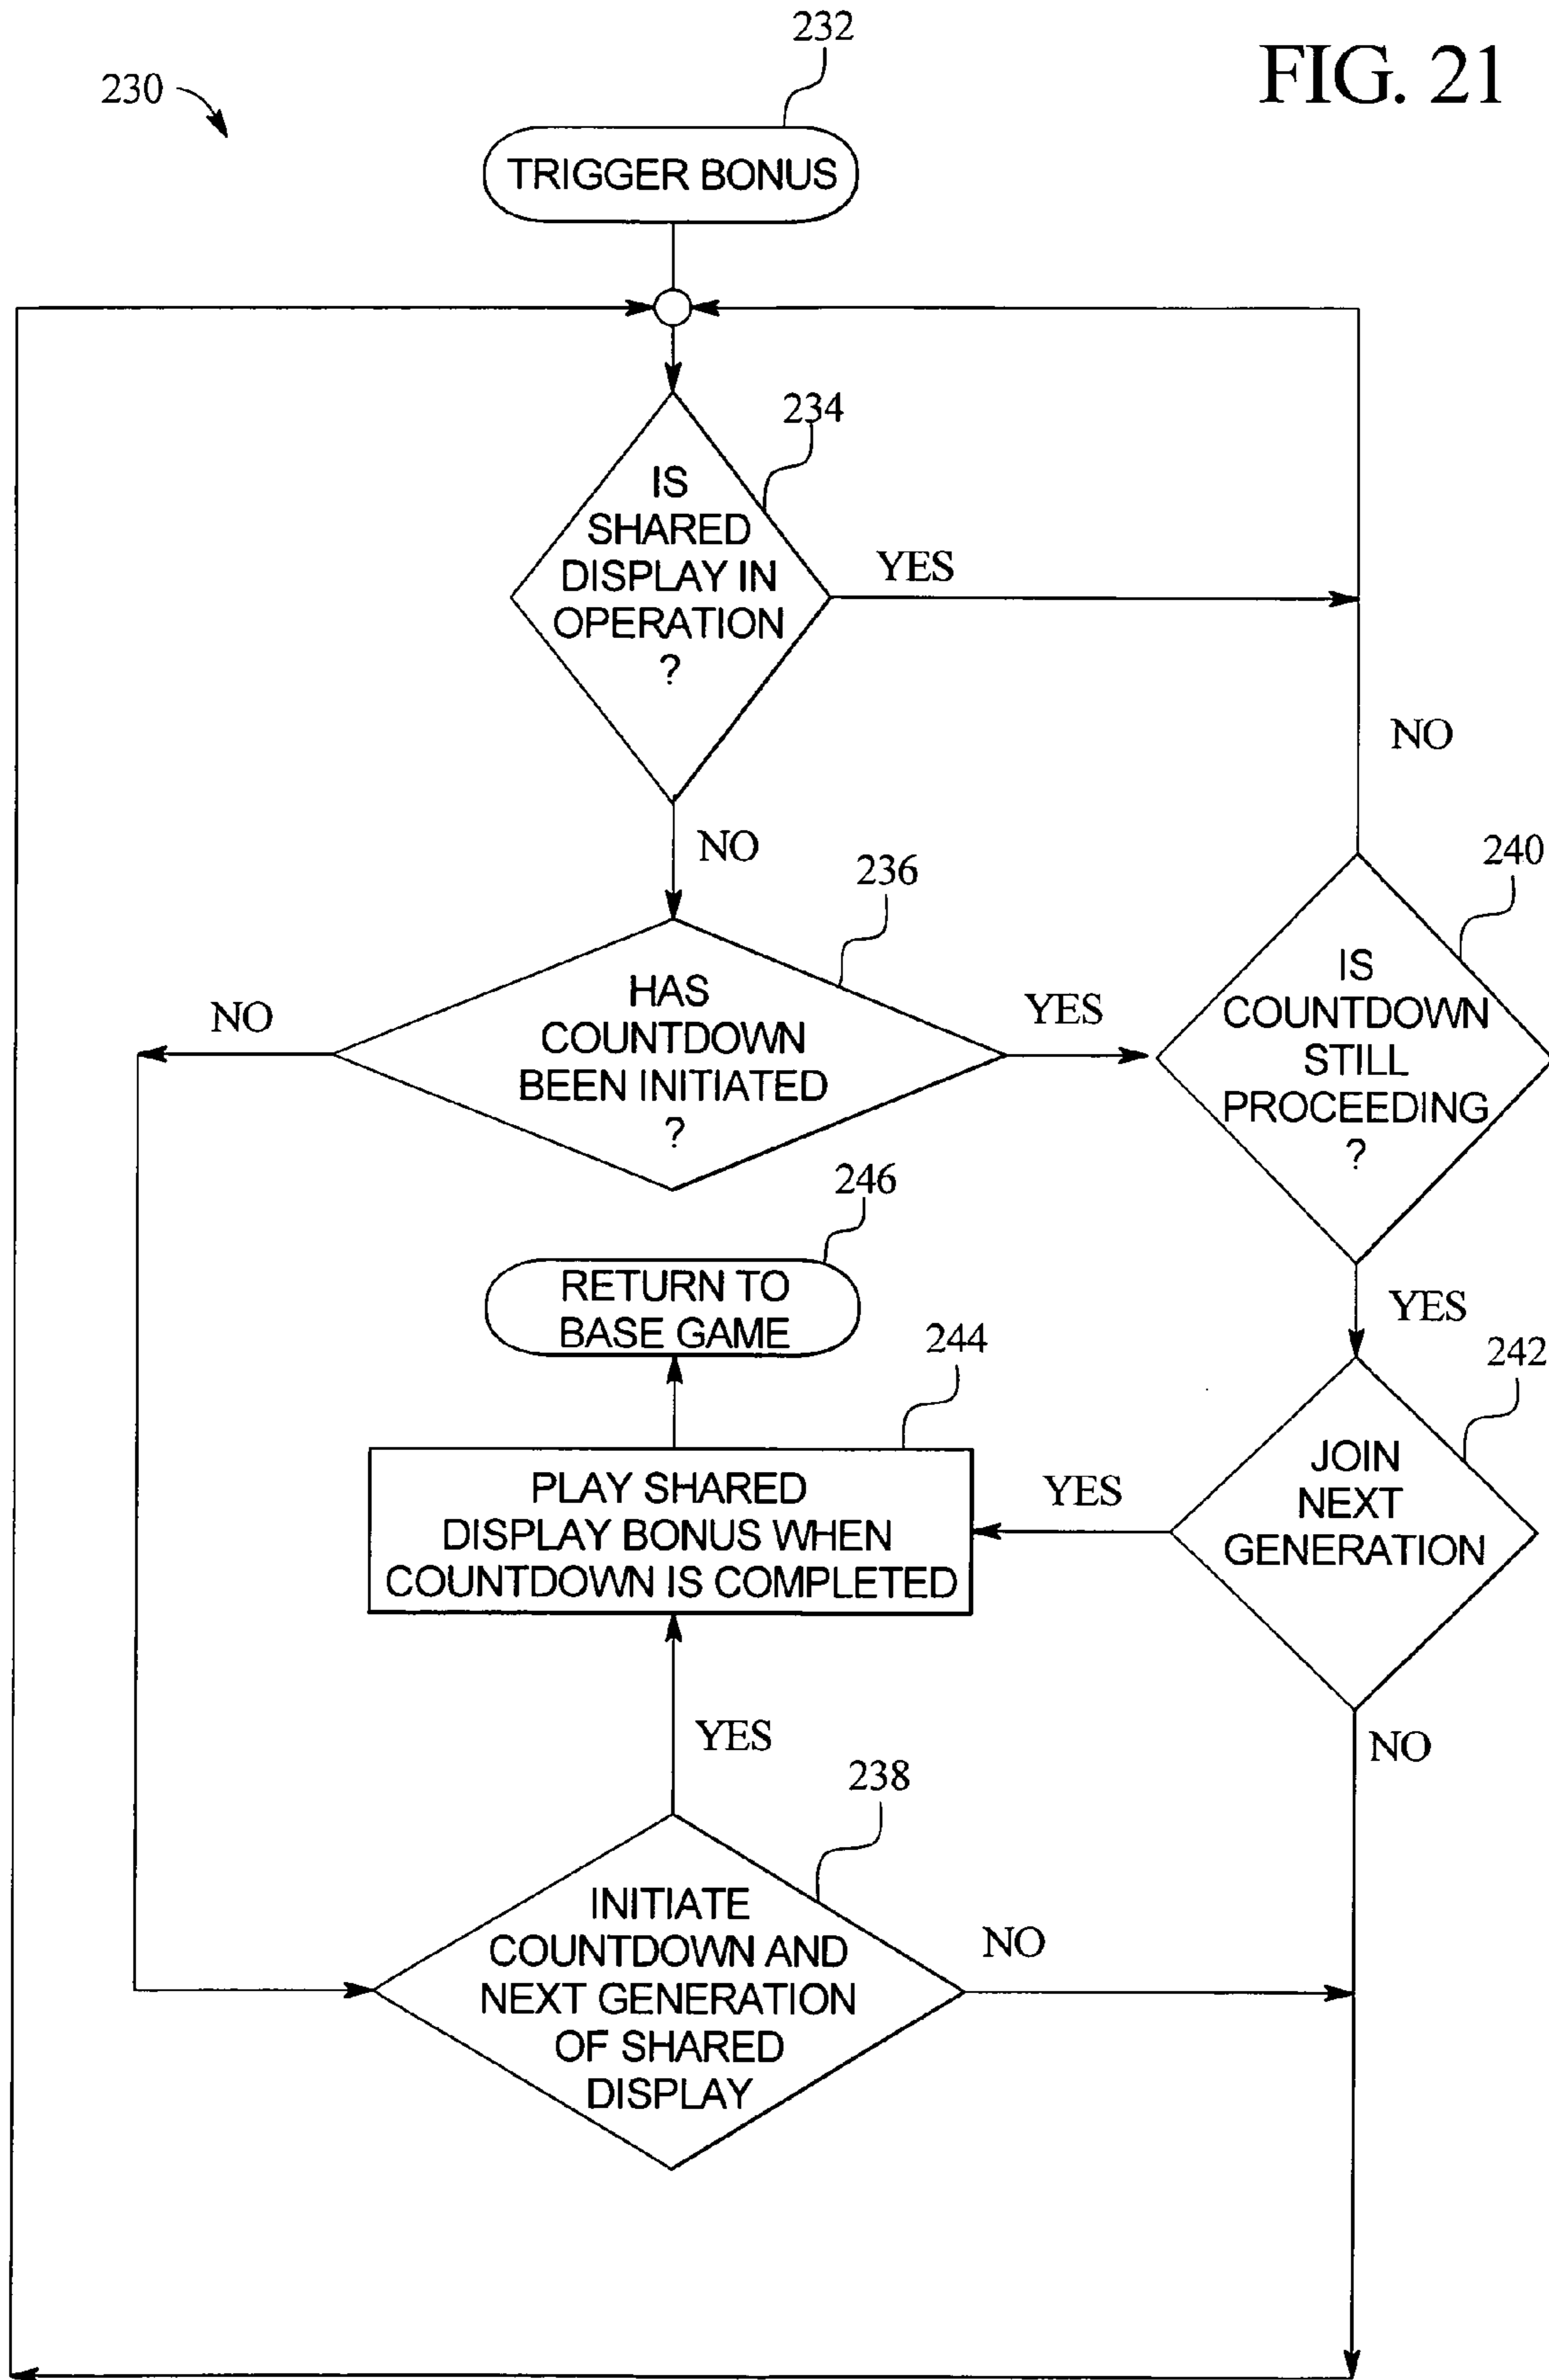 FIG. 21
230
232
TRIGGER BONUS
234
IS
SHARED
DISPLAY IN
OPERATION
?
YES
NO
NO
236
240
HAS
COUNTDOWN
BEEN INITIATED
?
NO
YES
IS
COUNTDOWN
STILL
PROCEEDING
?
246
RETURN TO
BASE GAME
YES
244
242
PLAY SHARED
DISPLAY BONUS WHEN
COUNTDOWN IS COMPLETED
YES
JOIN
NEXT
GENERATION
YES
NO
238
INITIATE
COUNTDOWN AND
NEXT GENERATION
OF SHARED
DISPLAY
NO